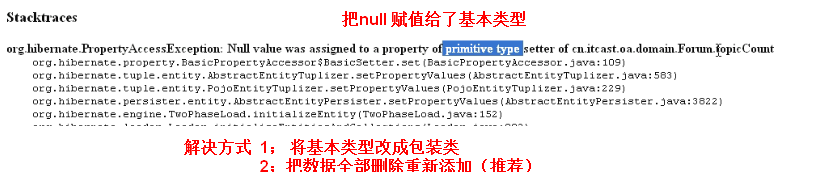 Stacktraces
把null 赋值给了基本类型
org.hibernate.PropertyAccessException: Null value was assigned to a property of primitive type setter of cn.itcast.oa.domain.Forum.topicCount
org.hibernate.property.BasicPropertyAccessor$BasicSetter.set(BasicPropertyAccessor.java:109)
org.hibernate.tuple.entity.AbstractEntityTuplizer.setPropertyValues(AbstractEntityTuplizer.java:583)
org.hibernate.tuple.entity.PojoEntityTuplizer.setPropertyValues(PojoEntityTuplizer.java:229)
org.hibernate.persister.entity.AbstractEntityPersister.setPropertyValues(AbstractEntityPersister.java:3822)
org.hibernate.engine.TwoPhaseLoad.initializeEntity(TwoPhaseLoad.java:152)
解决方式 1； 将基本类型改成包装类
2；把数据全部删除重新添加（推荐）